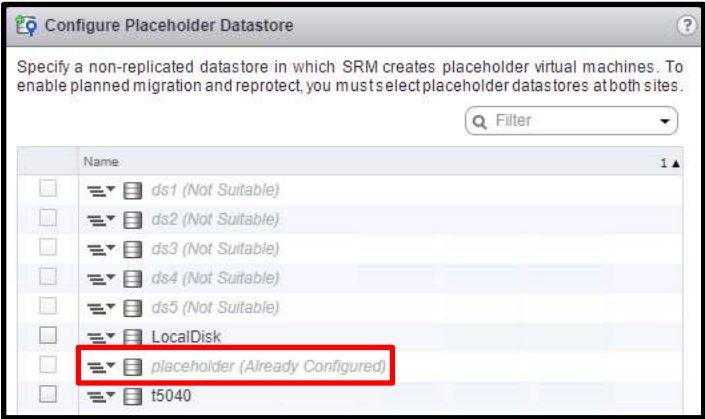 Configure Placeholder Datastore
?
Specify a non-replicated datastore in which SRM creates placeholder virtual machines. To
enable planned migration and reprotect, you must select placeholder datastores at both sites.
Filter
Name 1
ds1 (Not Suitable)
ds2 (Not Suitable)
ds3 (Not Suitable)
ds4 (Not Suitable)
ds5 (Not Suitable)
LocalDisk
placeholder (Already Configured)
t5040